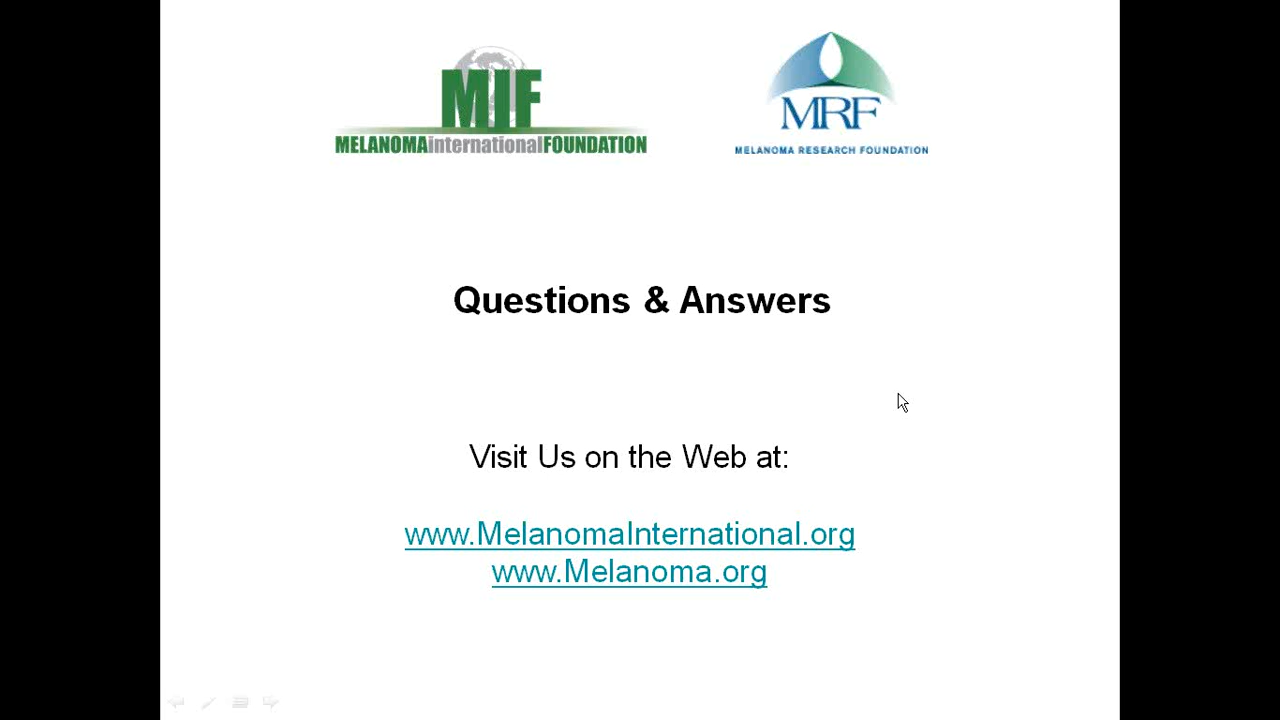 MIF
MELANOMAinternationalFOUNDATION
MRF
MELANOMA RESEARCH FOUNDATION
Questions & Answers
Visit Us on the Web at:
www.MelanomaInternational.org
www.Melanoma.org